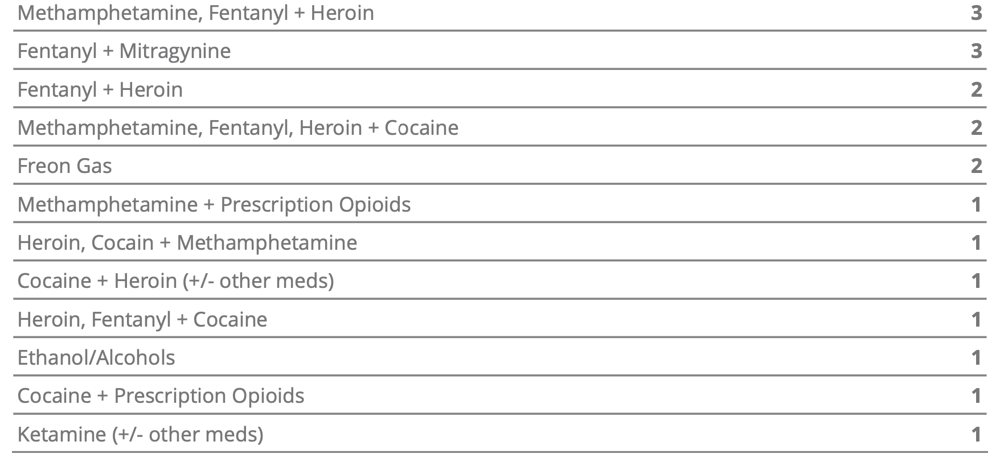 Methamphetamine, Fentanyl + Heroin 3
Fentanyl + Mitragynine 3
Fentanyl + Heroin 2
Methamphetamine, Fentanyl, Heroin + Cocaine 2
Freon Gas 2
Methamphetamine + Prescription Opioids 1
Heroin, Cocain + Methamphetamine 1
Cocaine + Heroin (+/- other meds) 1
Heroin, Fentanyl + Cocaine 1
Ethanol/Alcohols 1
Cocaine + Prescription Opioids 1
Ketamine (+/- other meds) 1